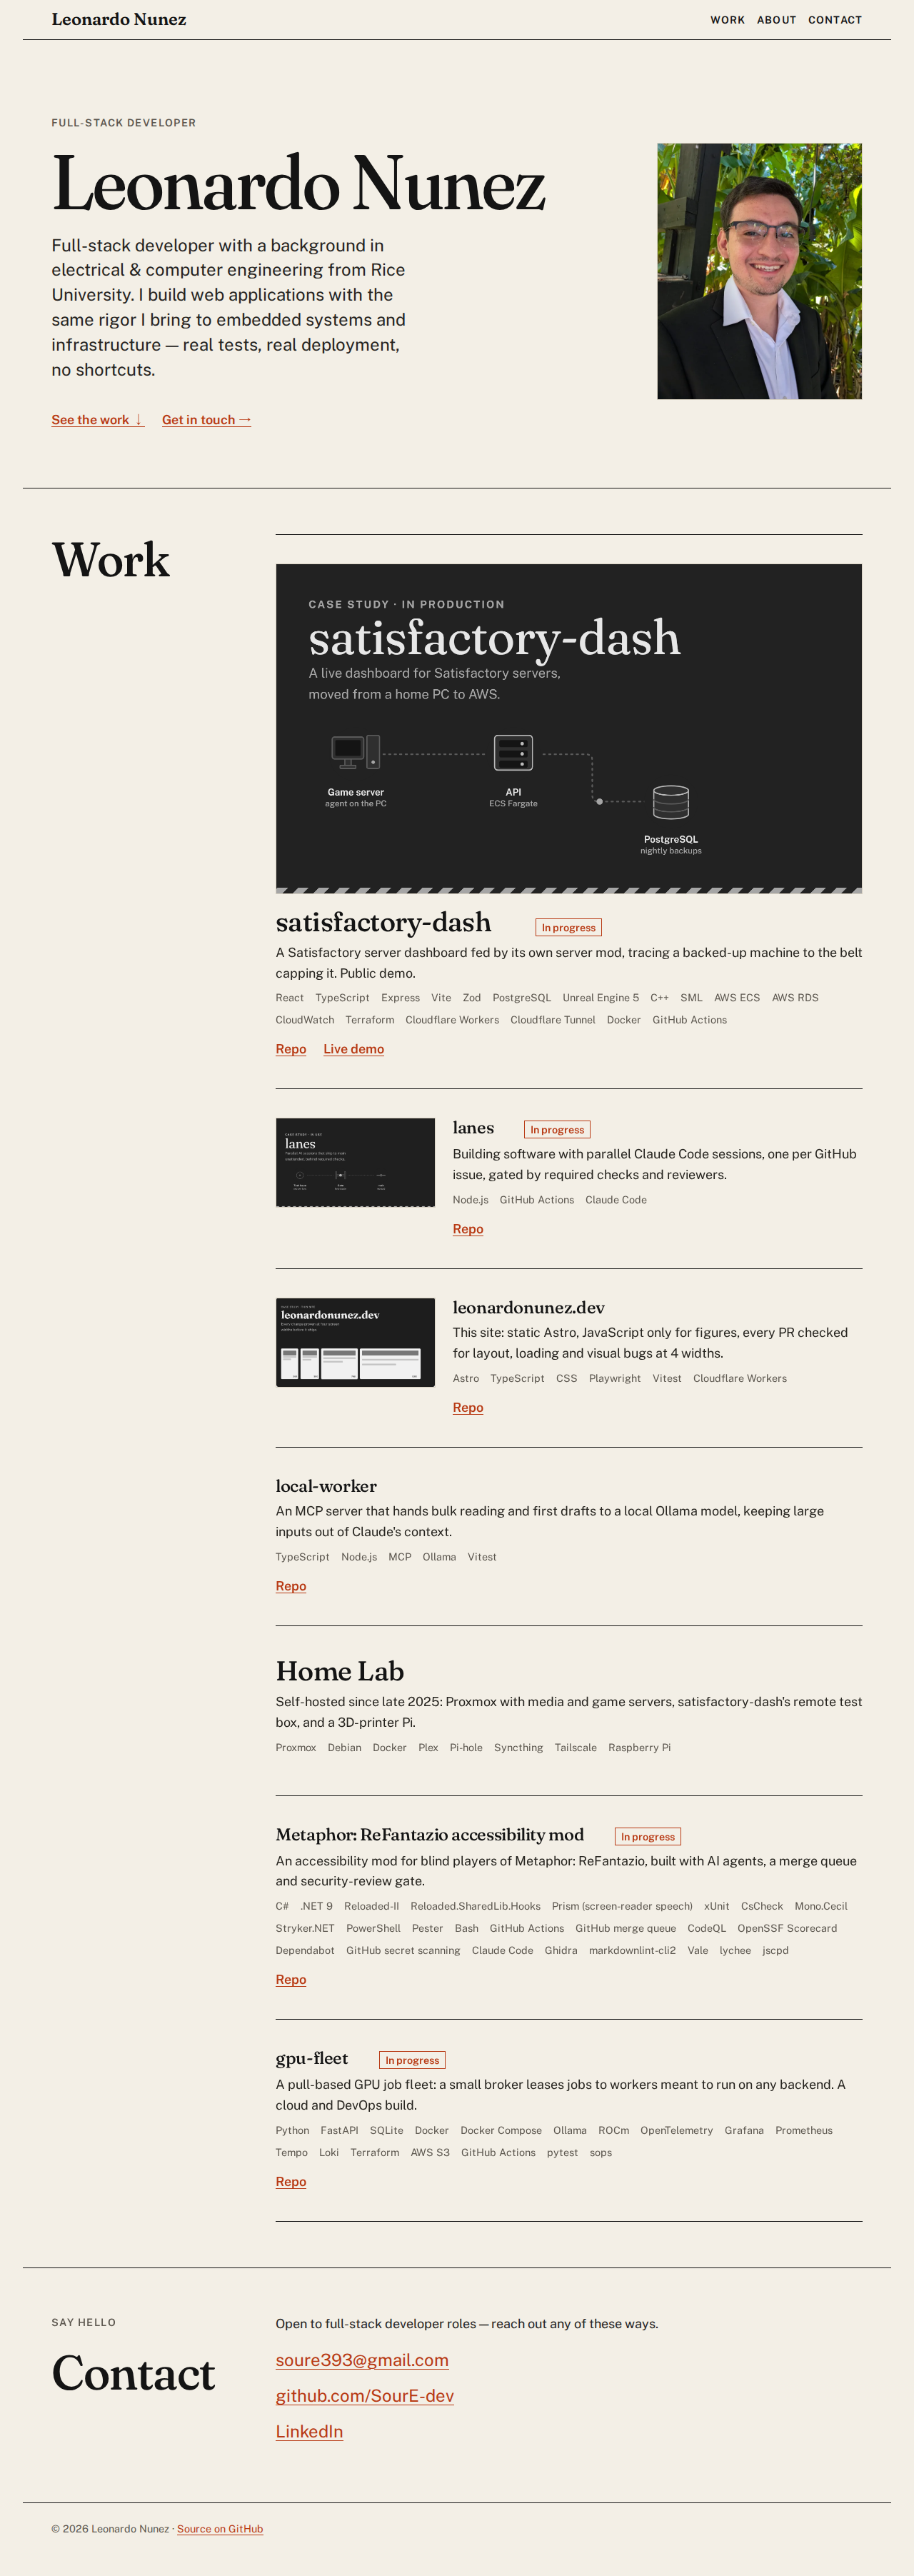 Leonardo Nunez
WORK ABOUT CONTACT
FULL-STACK DEVELOPER
Leonardo Nunez
Full-stack developer with a background in
electrical & computer engineering from Rice
University. I build web applications with the
same rigor I bring to embedded systems and
infrastructure — real tests, real deployment,
no shortcuts.
See the work ↓ Get in touch →
Work
CASE STUDY · IN PRODUCTION
satisfactory-dash
A live dashboard for Satisfactory servers,
moved from a home PC to AWS.
Game server
agent on the PC
API
ECS Fargate
PostgreSQL
nightly backups
satisfactory-dash In progress
A Satisfactory server dashboard fed by its own server mod, tracing a backed-up machine to the belt
capping it. Public demo.
React TypeScript Express Vite Zod PostgreSQL Unreal Engine 5 C++ SML AWS ECS AWS RDS
CloudWatch Terraform Cloudflare Workers Cloudflare Tunnel Docker GitHub Actions
Repo Live demo
lanes
lanes In progress
Building software with parallel Claude Code sessions, one per GitHub
issue, gated by required checks and reviewers.
Node.js GitHub Actions Claude Code
Repo
leonardonunez.dev
leonardonunez.dev
This site: static Astro, JavaScript only for figures, every PR checked
for layout, loading and visual bugs at 4 widths.
Astro TypeScript CSS Playwright Vitest Cloudflare Workers
Repo
local-worker
An MCP server that hands bulk reading and first drafts to a local Ollama model, keeping large
inputs out of Claude's context.
TypeScript Node.js MCP Ollama Vitest
Repo
Home Lab
Self-hosted since late 2025: Proxmox with media and game servers, satisfactory-dash's remote test
box, and a 3D-printer Pi.
Proxmox Debian Docker Plex Pi-hole Syncthing Tailscale Raspberry Pi
Metaphor: ReFantazio accessibility mod In progress
An accessibility mod for blind players of Metaphor: ReFantazio, built with AI agents, a merge queue
and security-review gate.
C# .NET 9 Reloaded-II Reloaded.SharedLib.Hooks Prism (screen-reader speech) xUnit CsCheck Mono.Cecil
Stryker.NET PowerShell Pester Bash GitHub Actions GitHub merge queue CodeQL OpenSSF Scorecard
Dependabot GitHub secret scanning Claude Code Ghidra markdownlint-cli2 Vale lychee jscpd
Repo
gpu-fleet In progress
A pull-based GPU job fleet: a small broker leases jobs to workers meant to run on any backend. A
cloud and DevOps build.
Python FastAPI SQLite Docker Docker Compose Ollama ROCm OpenTelemetry Grafana Prometheus
Tempo Loki Terraform AWS S3 GitHub Actions pytest sops
Repo
SAY HELLO
Contact
Open to full-stack developer roles — reach out any of these ways.
soure393@gmail.com
github.com/SourE-dev
LinkedIn
© 2026 Leonardo Nunez · Source on GitHub